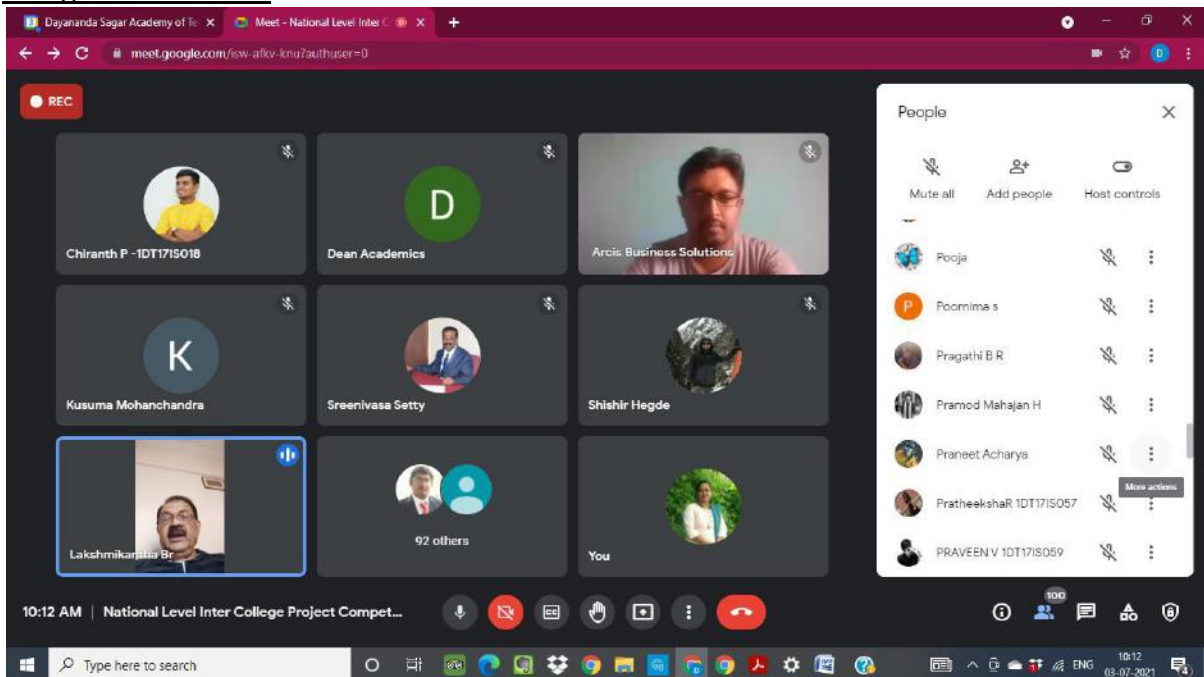 Dayananda Sagar Academy of Te
Meet - National Level Inter C
meet.google.com/isw-afkv-knu?authuser=0
D
REC
People
Mute all
Add people
Host controls
Chiranth P -1DT17IS018
D
Dean Academics
Arcis Business Solutions
Pooja
P
Poornima s
K
Kusuma Mohanchandra
Sreenivasa Setty
Shishir Hegde
Pragathi B R
Pramod Mahajan H
Praneet Acharya
More actions
PratheekshaR 1DT17IS057
PRAVEEN V 1DT17IS059
Lakshmikantha Br
92 others
You
10:12 AM | National Level Inter College Project Compet...
100
Type here to search
ENG
10:12
03-07-2021